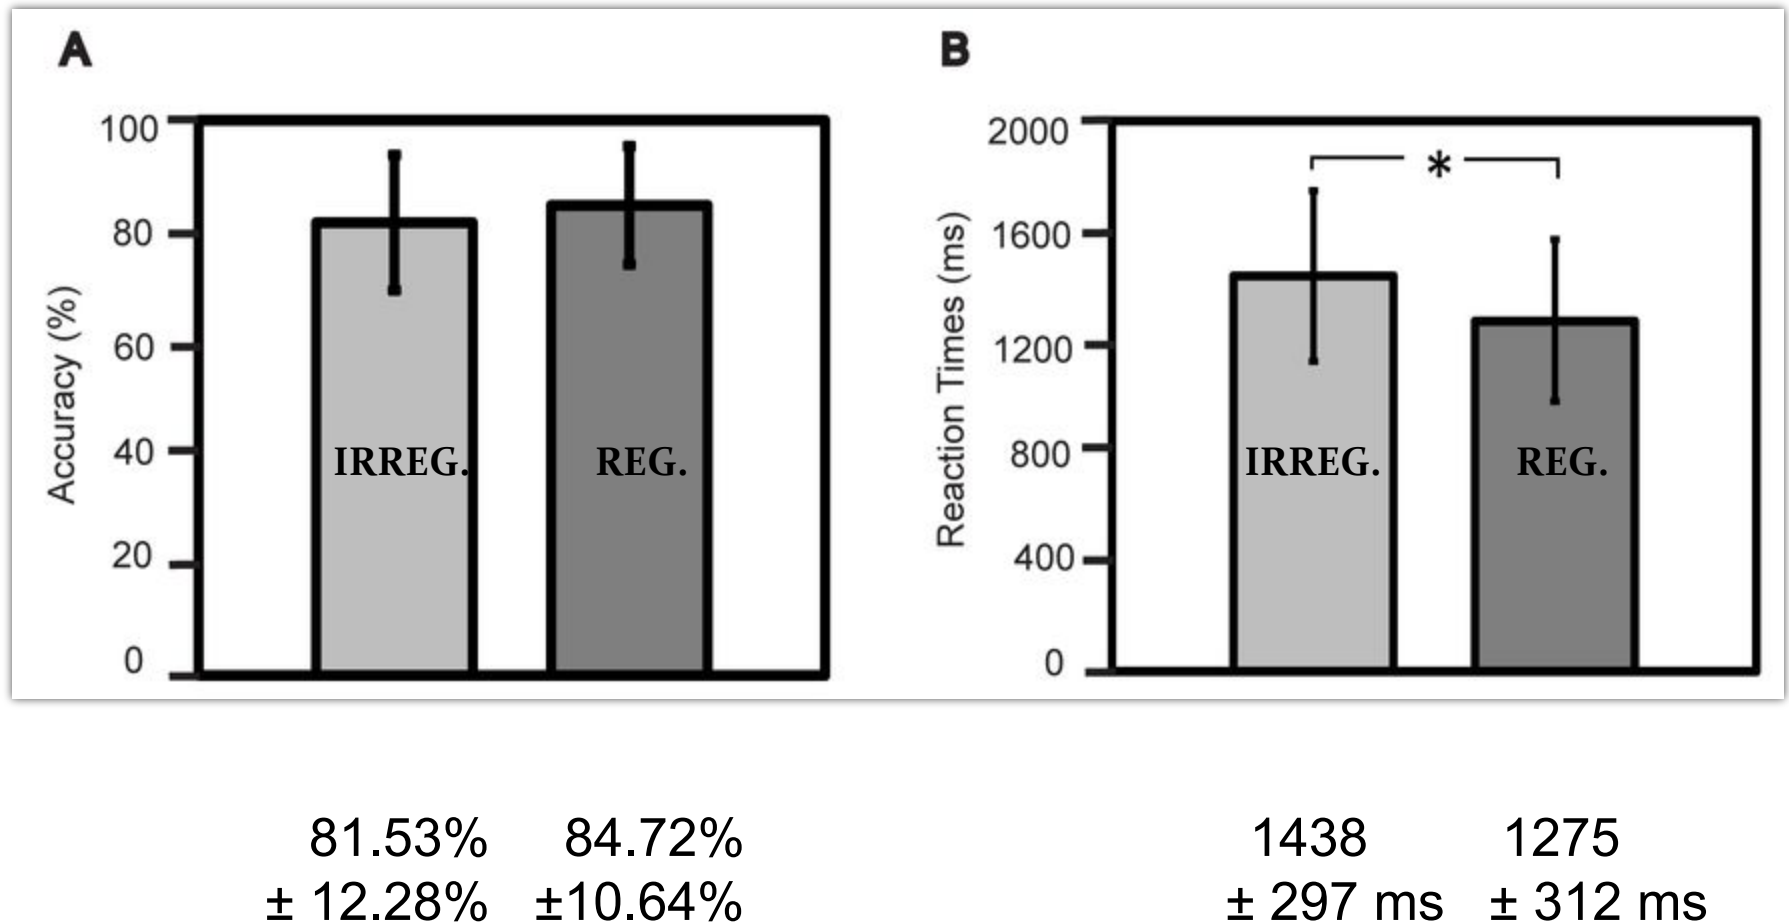 A
Accuracy (%)
100
80
60
40
20
0
IRREG.
REG.
B
Reaction Times (ms)
2000
1600
1200
800
400
0
*
IRREG.
REG.
81.53%
± 12.28%
84.72%
±10.64%
1438
± 297 ms
1275
± 312 ms